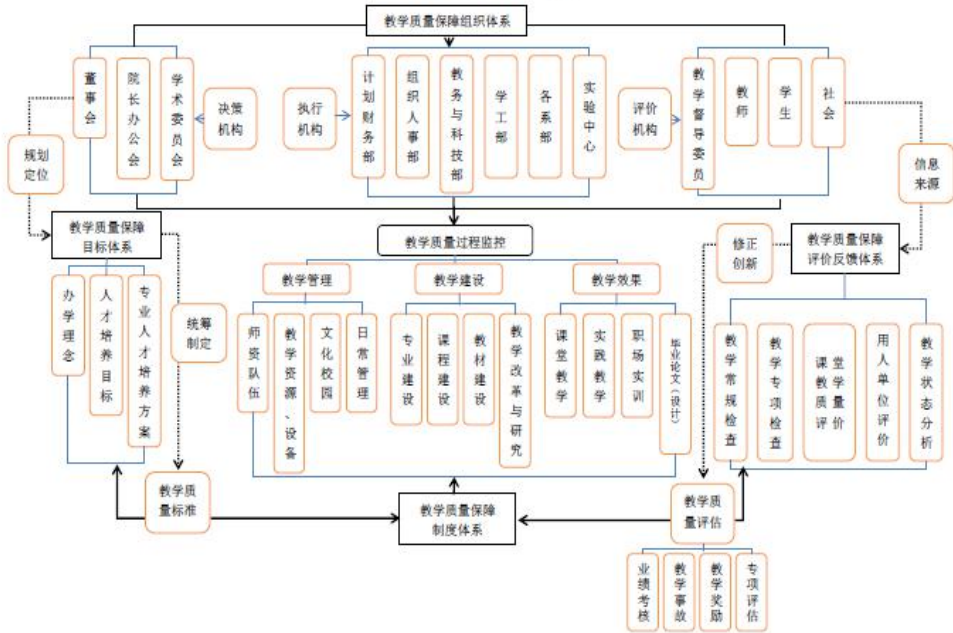 教学质量保障组织体系
董事会
院长办公会
学术委员会
决策
机构
执行
机构
计划财务部
组织人事部
教务与科技部
学工部
各系部
实验中心
评价
机构
教学督导委员
教师
学生
社会
规划
定位
信息
来源
教学质量保障
目标体系
教学质量过程监控
修正
创新
教学质量保障
评价反馈体系
办学理念
人才培养目标
专业人才培养方案
统筹
制定
教学管理
教学建设
教学效果
师资队伍
教学资源、设备
文化校园
日常管理
专业建设
课程建设
教材建设
教学改革与研究
课堂教学
实践教学
职场实训
毕业论文(设计)
教学常规检查
教学专项检查
课堂
教学
质量
评价
用人单位评价
教学状态分析
教学质
量标准
教学质量保障
制度体系
教学质
量评估
业绩考核
教学事故
教学奖励
专项评估